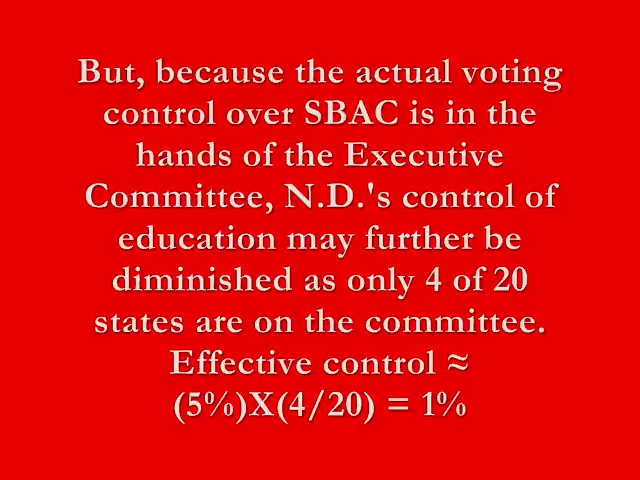 But, because the actual voting
control over SBAC is in the
hands of the Executive
Committee, N.D.'s control of
education may further be
diminished as only 4 of 20
states are on the committee.
Effective control ≈
(5%)X(4/20) = 1%